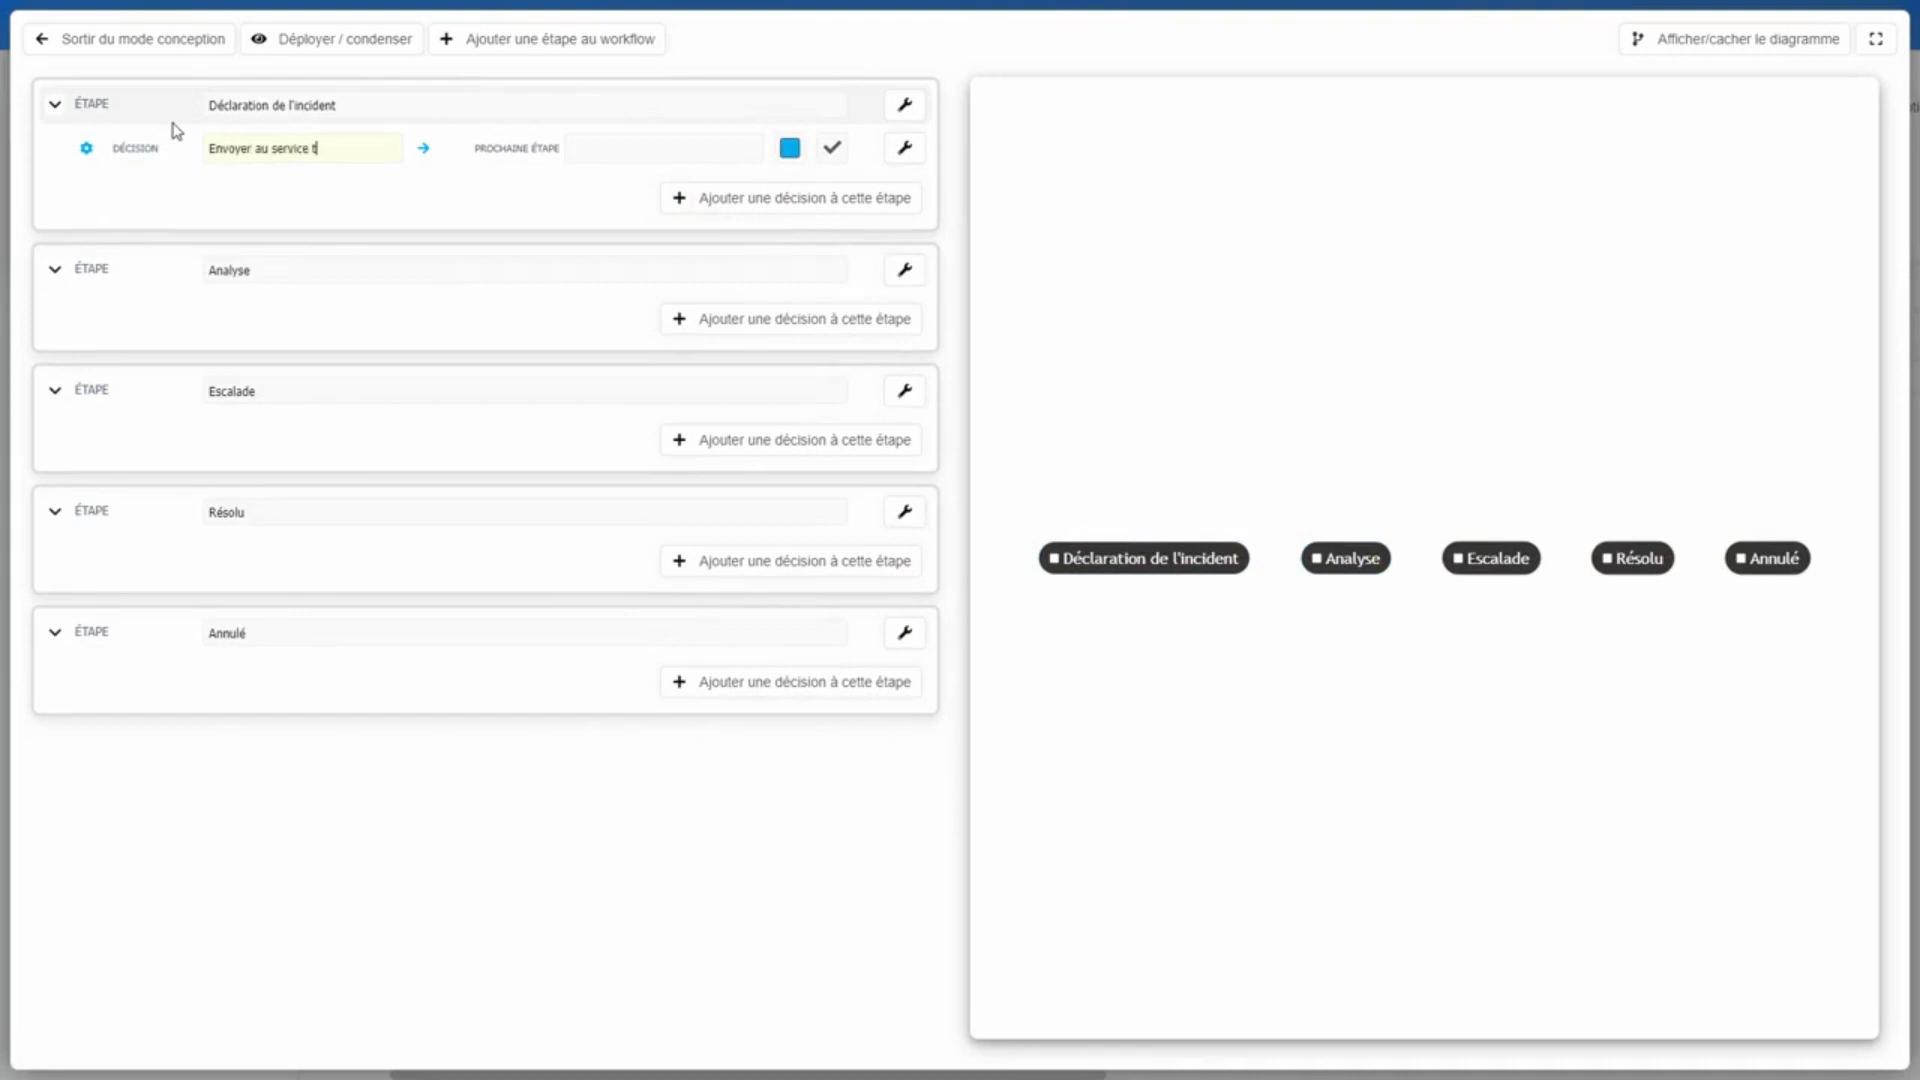 Sortir du mode conception
Déployer / condenser
Ajouter une étape au workflow
Afficher/cacher le diagramme
ÉTAPE Déclaration de l'incident
DÉCISION Envoyer au service t PROCHAINE ÉTAPE
Ajouter une décision à cette étape
ÉTAPE Analyse
Ajouter une décision à cette étape
ÉTAPE Escalade
Ajouter une décision à cette étape
ÉTAPE Résolu
Ajouter une décision à cette étape
ÉTAPE Annulé
Ajouter une décision à cette étape
Déclaration de l'incident
Analyse
Escalade
Résolu
Annulé